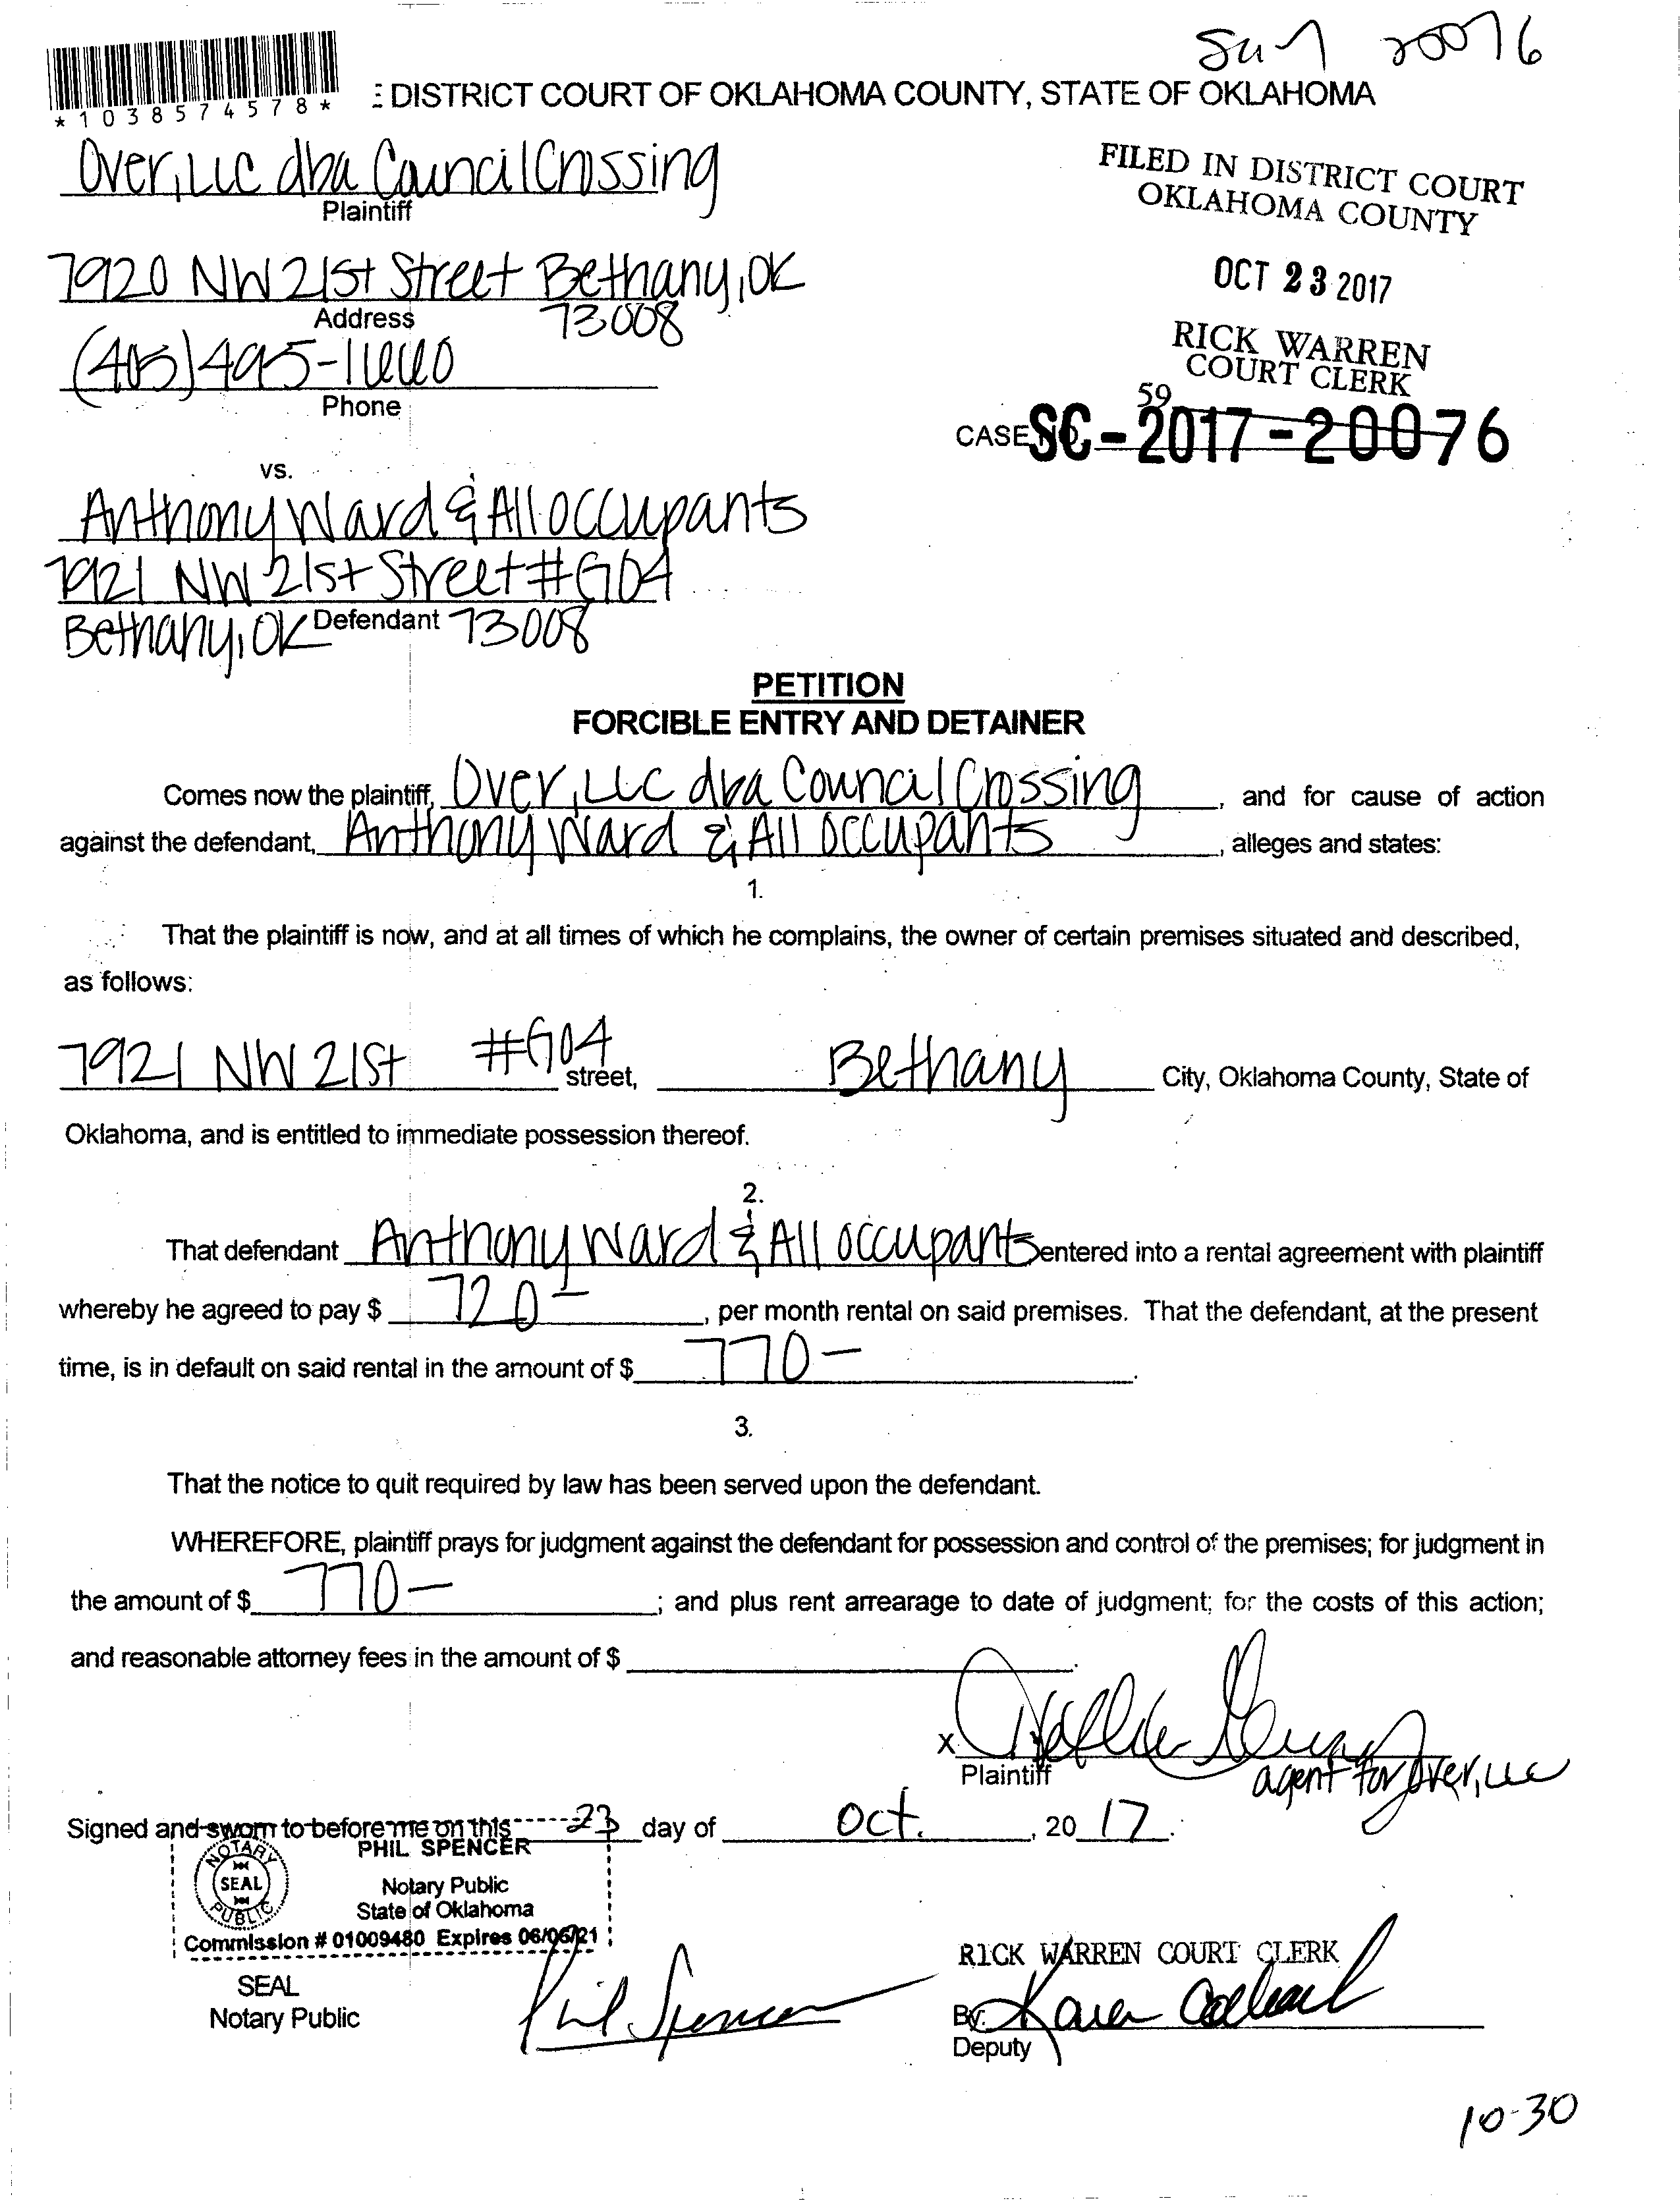 20076
*1038574578*
DISTRICT COURT OF OKLAHOMA COUNTY, STATE OF OKLAHOMA
Over, LLC dba Council Crossing
Plaintiff
FILED IN DISTRICT COURT
OKLAHOMA COUNTY
7920 NW 21st Street Bethany, OK
73008
Address
OCT 23 2017
(405) 495-1660
Phone
RICK WARREN
COURT CLERK
59
CASE NO. SC-2017-20076
vs.
Anthony Ward & All occupants
7921 NW 21st Street #G04
Bethany, OK Defendant 73008
PETITION
FORCIBLE ENTRY AND DETAINER
Comes now the plaintiff, Over, LLC dba Council Crossing, and for cause of action
against the defendant, Anthony Ward & All occupants, alleges and states:
1.
That the plaintiff is now, and at all times of which he complains, the owner of certain premises situated and described,
as follows:
7921 NW 21st #G04 street, Bethany City, Oklahoma County, State of
Oklahoma, and is entitled to immediate possession thereof.
2.
That defendant Anthony Ward & All occupants entered into a rental agreement with plaintiff
whereby he agreed to pay $ 720-, per month rental on said premises. That the defendant, at the present
time, is in default on said rental in the amount of $ 770-.
3.
That the notice to quit required by law has been served upon the defendant.
WHEREFORE, plaintiff prays for judgment against the defendant for possession and control of the premises; for judgment in
the amount of $ 770-; and plus rent arrearage to date of judgment; for the costs of this action;
and reasonable attorney fees in the amount of $
X
Plaintiff agent for Over, LLC
Signed and sworn to before me on this 23 day of Oct., 20 17.
PHIL SPENCER
NOTARY
SEAL
PUBLIC
Notary Public
State of Oklahoma
Commission # 01009480 Expires 06/06/21
SEAL
Notary Public
Phil Spencer
RICK WARREN COURT CLERK
By: Karen
Deputy
10-30